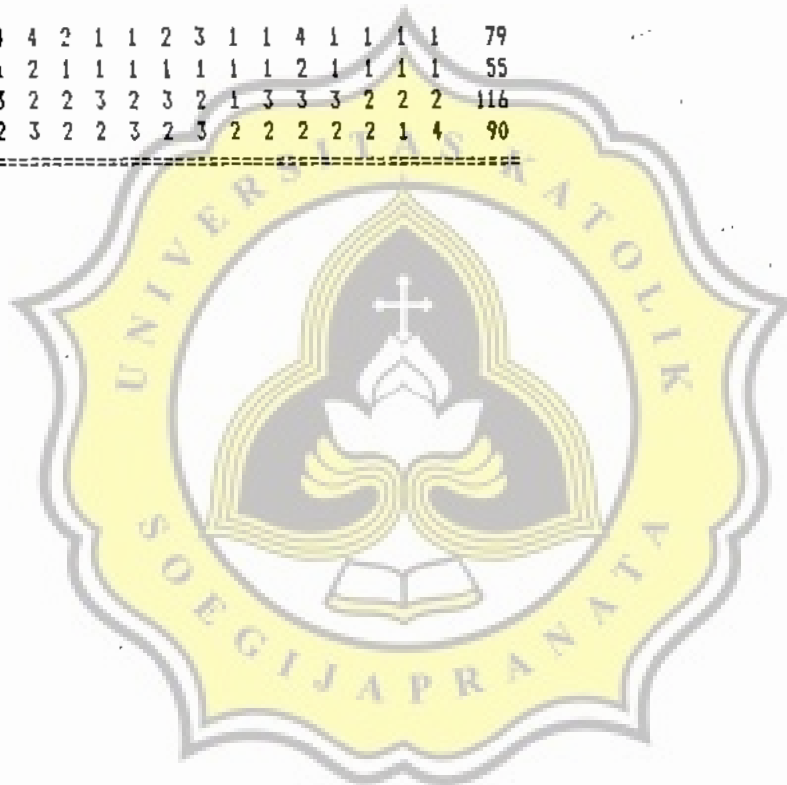 4 2 1 1 2 3 1 1 4 1 1 1 1 79
2 1 1 1 1 1 1 1 2 1 1 1 1 55
3 2 2 3 2 3 2 1 3 3 3 2 2 2 116
2 3 2 2 3 2 3 2 2 2 2 2 1 4 90
==========================================
UNIVERSITAS KATOLIK
SOEGIJAPRANATA